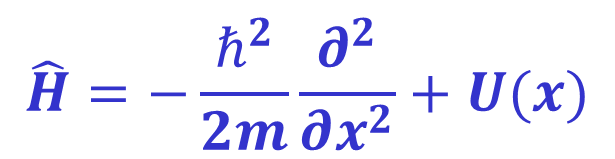 Ĥ = − ℏ²/2m ∂²/∂x² + U(x)